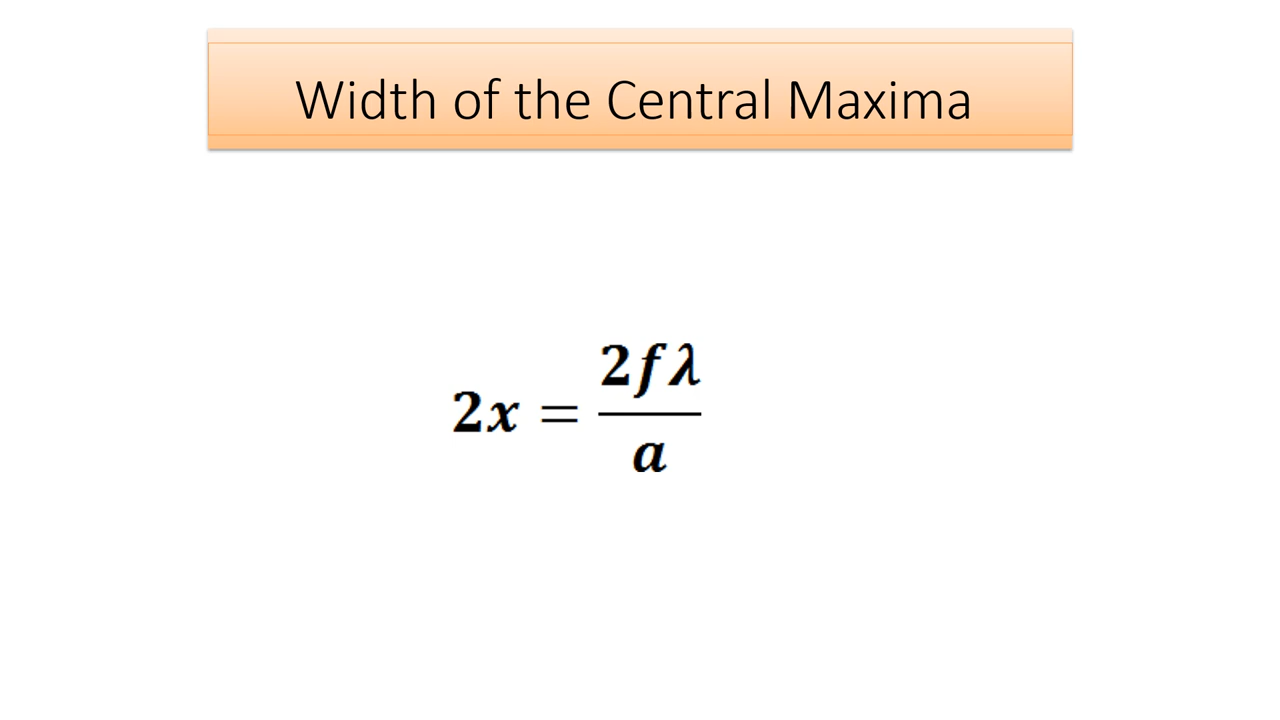 Width of the Central Maxima
2x = 2fλ / a